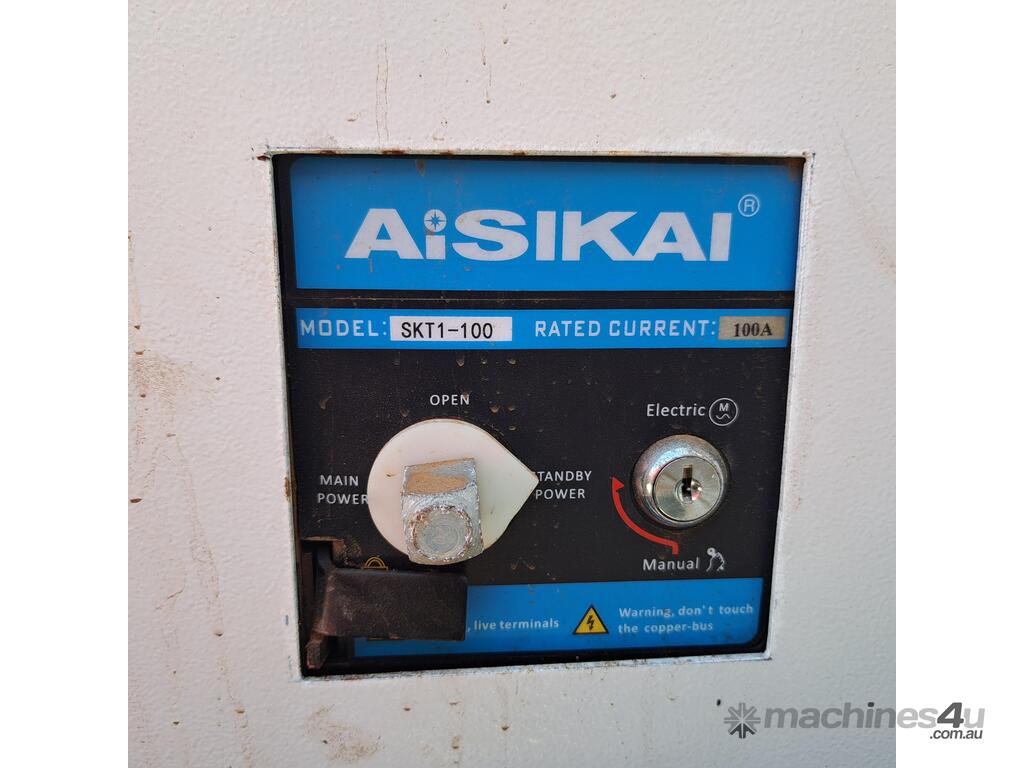 AiSIKAI®
MODEL: SKT1-100 RATED CURRENT: 100A
OPEN
MAIN
POWER
STANDBY
POWER
Electric M
Manual
live terminals
Warning, don't touch
the copper-bus
machines4u
.com.au